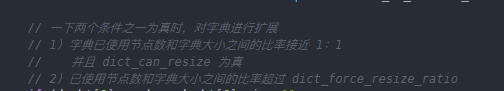 // 一下两个条件之一为真时，对字典进行扩展
// 1）字典已使用节点数和字典大小之间的比率接近 1：1
//    并且 dict_can_resize 为真
// 2）已使用节点数和字典大小之间的比率超过 dict_force_resize_ratio